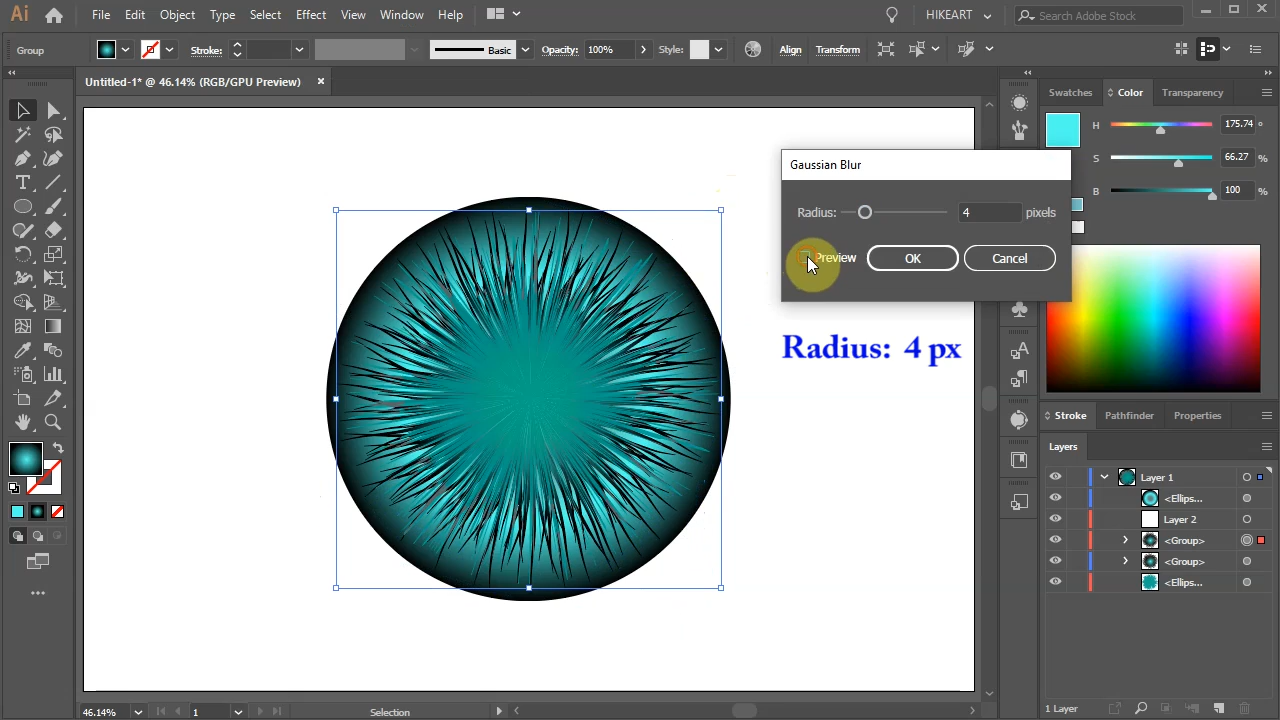 Ai File Edit Object Type Select Effect View Window Help HIKEART Search Adobe Stock
Group Stroke: Basic Opacity: 100% Style: Align Transform
Untitled-1* @ 46.14% (RGB/GPU Preview) ×
Swatches Color Transparency
H 175.74 °
S 66.27 %
B 100 %
Gaussian Blur
Radius: 4 pixels
Preview OK Cancel
Radius: 4 px
Stroke Pathfinder Properties
Layers
Layer 1
<Ellips...
Layer 2
<Group>
<Group>
<Ellips...
46.14% 1 Selection
1 Layer